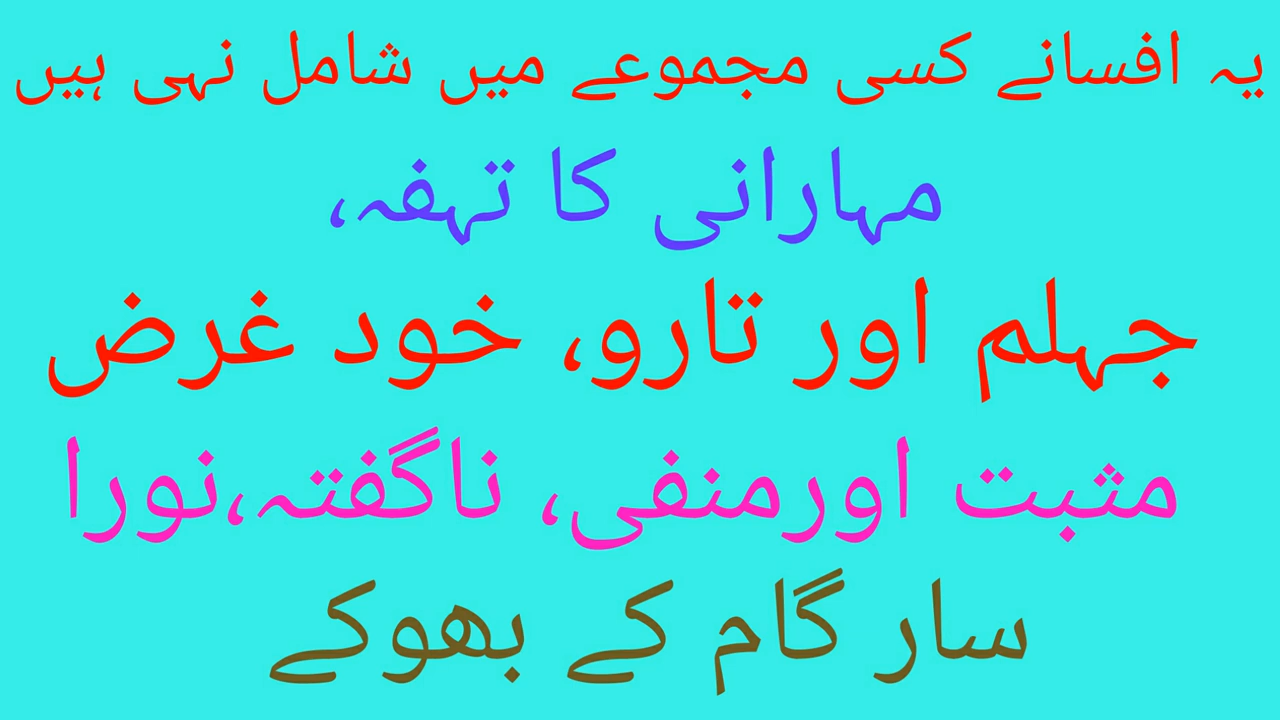 یہ افسانے کسی مجموعے میں شامل نہی ہیں
مہارانی کا تہفہ،
جہلم اور تارو، خود غرض
مثبت اورمنفی، ناگفتہ،نورا
سار گام کے بھوکے